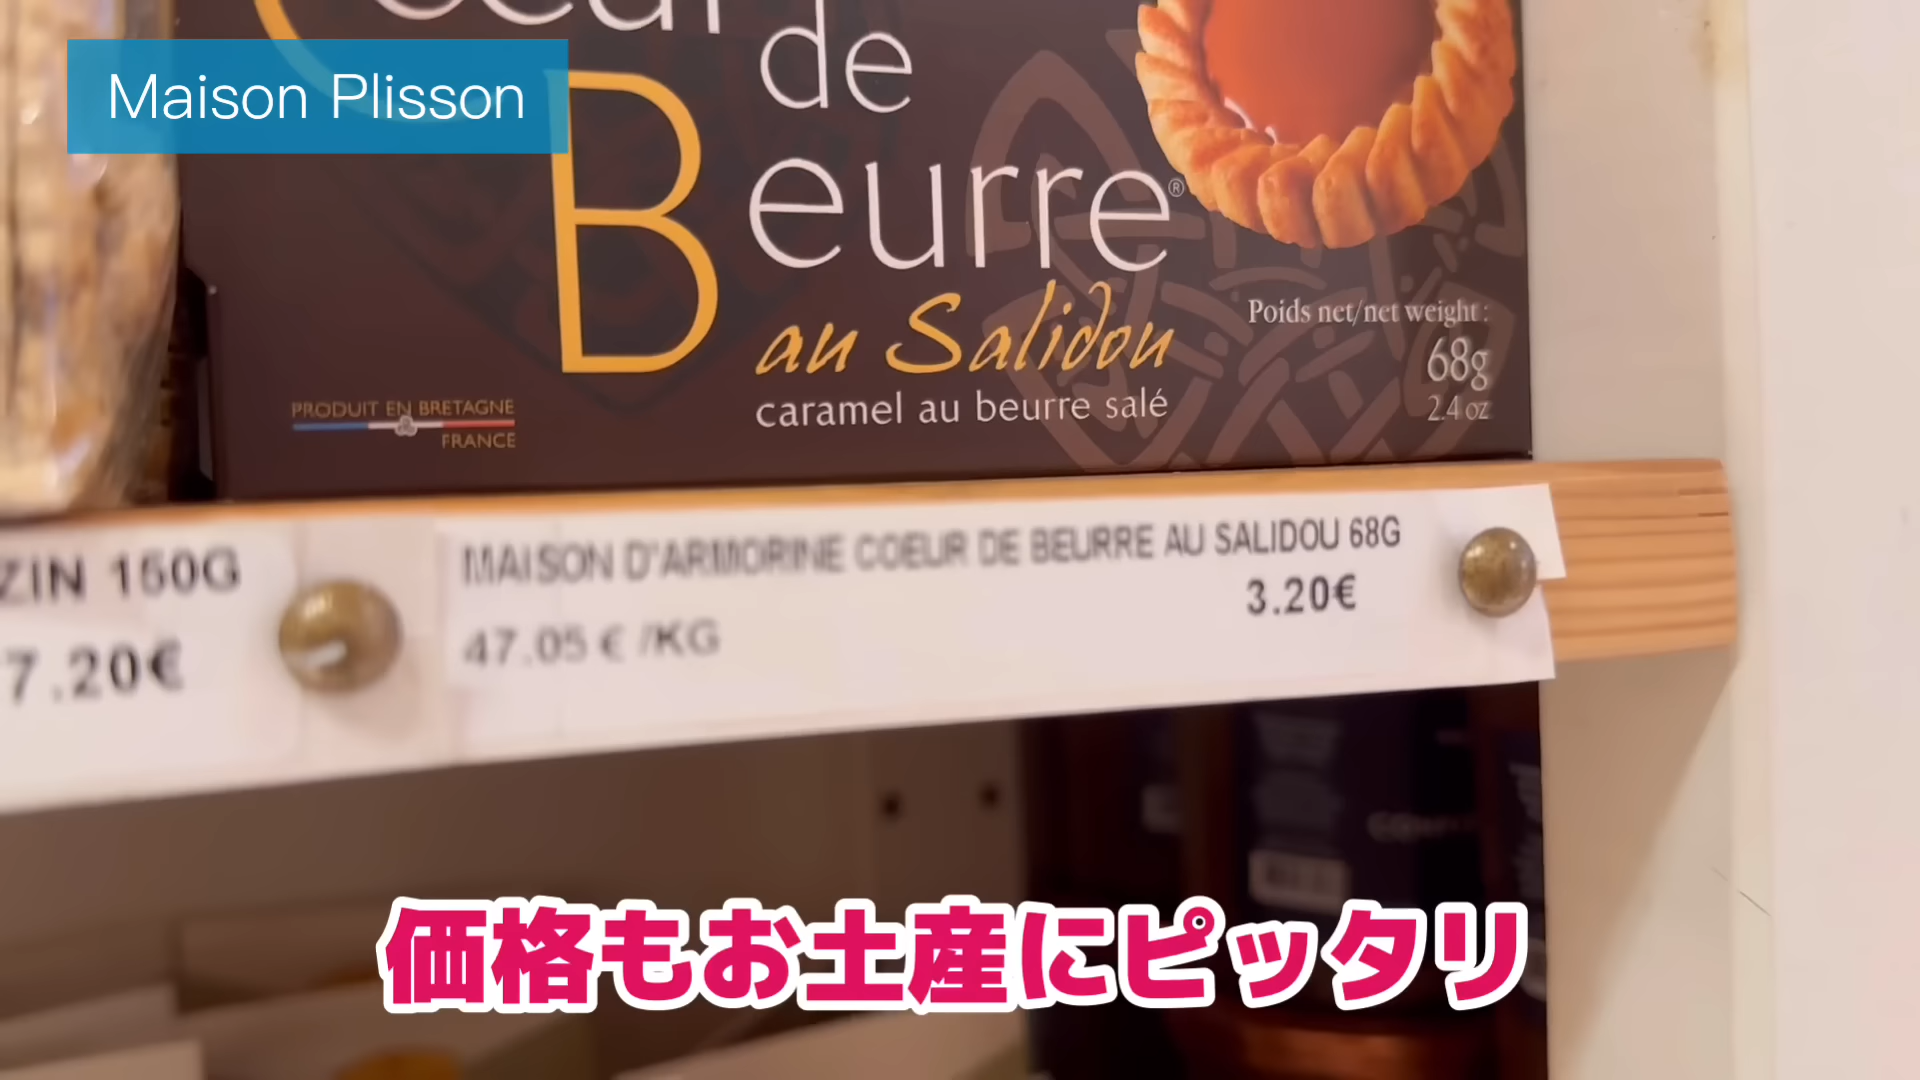 Maison Plisson
de
Beurre®
au Salidou
caramel au beurre salé
Poids net/net weight :
68g
2.4 oz
PRODUIT EN BRETAGNE
FRANCE
ZIN 150G
7.20€
MAISON D'ARMORINE COEUR DE BEURRE AU SALIDOU 68G
3.20€
47.05 € /KG
価格もお土産にピッタリ